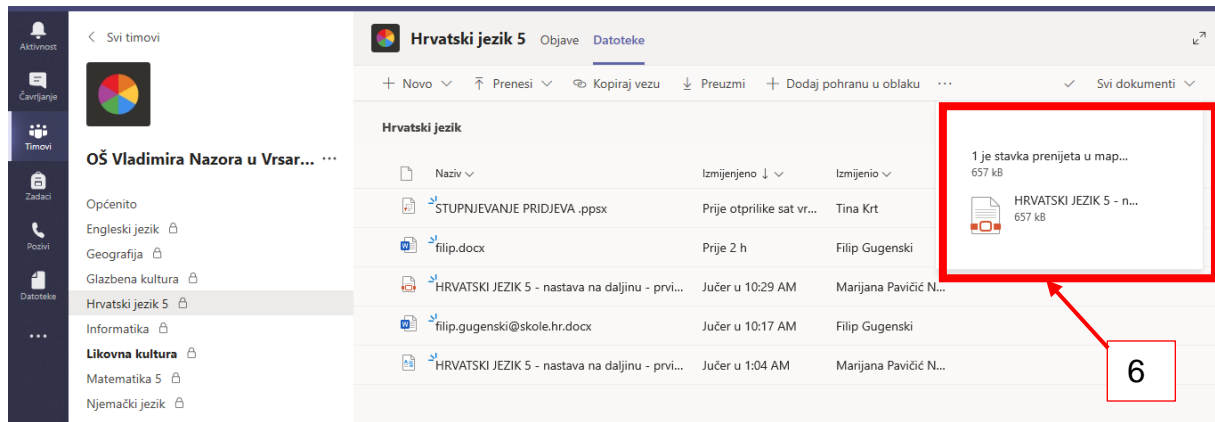 Aktivnost
Čavrljanje
Timovi
Zadaci
Pozivi
Datoteke
Svi timovi
OŠ Vladimira Nazora u Vrsar...
Općenito
Engleski jezik
Geografija
Glazbena kultura
Hrvatski jezik 5
Informatika
Likovna kultura
Matematika 5
Njemački jezik
Hrvatski jezik 5 Objave Datoteke
Novo Prenesi Kopiraj vezu Preuzmi Dodaj pohranu u oblaku ... Svi dokumenti
Hrvatski jezik
Naziv Izmijenjeno Izmijenio
STUPNJEVANJE PRIDJEVA .ppsx Prije otprilike sat vr... Tina Krt
filip.docx Prije 2 h Filip Gugenski
HRVATSKI JEZIK 5 - nastava na daljinu - prvi... Jučer u 10:29 AM Marijana Pavičić N...
filip.gugenski@skole.hr.docx Jučer u 10:17 AM Filip Gugenski
HRVATSKI JEZIK 5 - nastava na daljinu - prvi... Jučer u 1:04 AM Marijana Pavičić N...
1 je stavka prenijeta u map...
657 kB
HRVATSKI JEZIK 5 - n...
657 kB
6